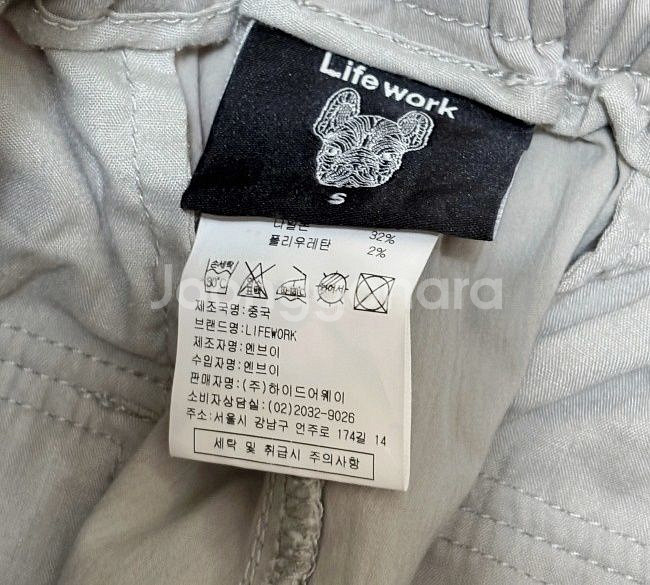 Life work
S
32%
폴리우레탄 2%
손세탁
제조국명:중국
브랜드명:LIFEWORK
제조자명:엔브이
수입자명:엔브이
판매자명:(주)하이드어웨이
소비자상담실:(02)2032-9026
주소:서울시 강남구 언주로 174길 14
세탁 및 취급시 주의사항